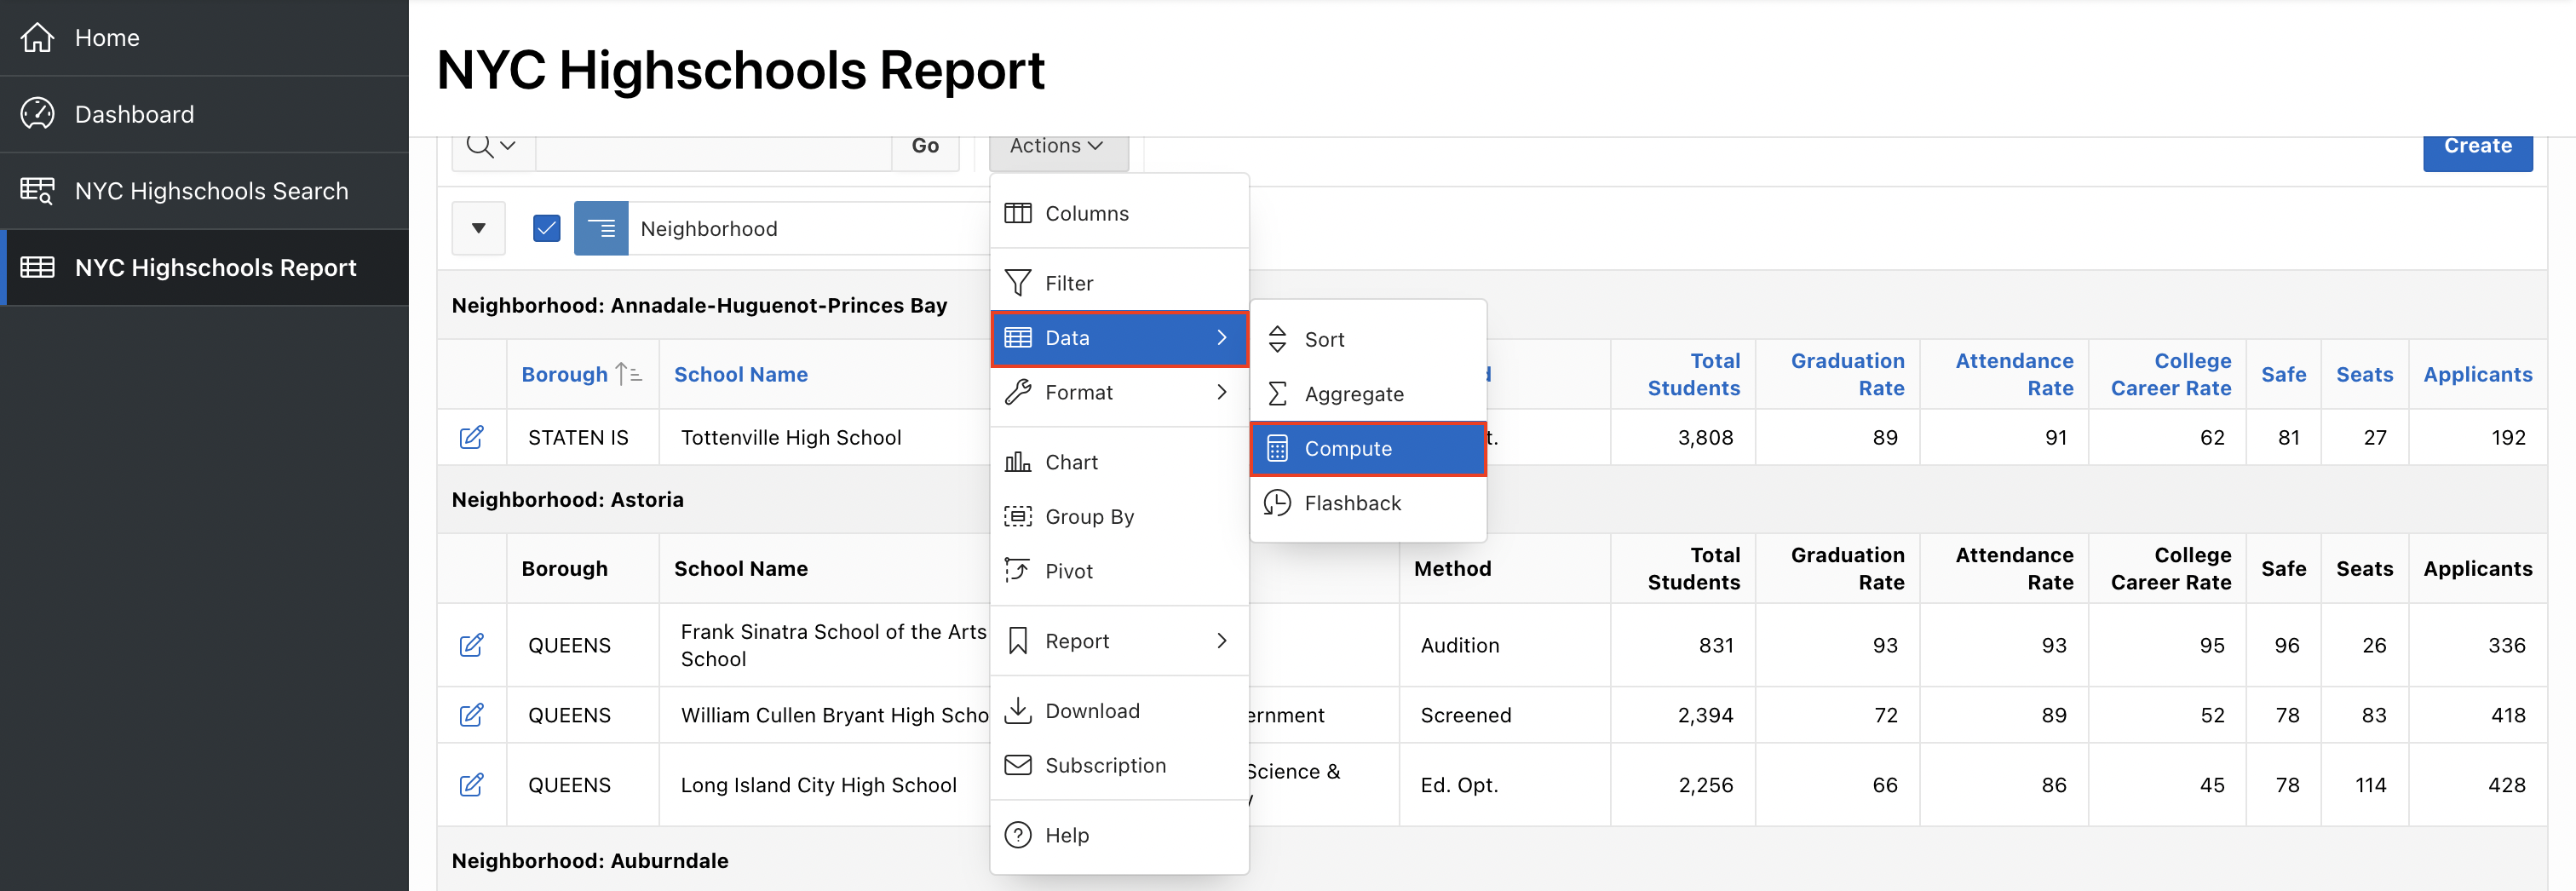 Home
Dashboard
NYC Highschools Search
NYC Highschools Report
NYC Highschools Report
Go
Actions
Create
Neighborhood
Columns
Filter
Data
Format
Chart
Group By
Pivot
Report
Download
Subscription
Help
Sort
Aggregate
Compute
Flashback
Neighborhood: Annadale-Huguenot-Princes Bay
Borough School Name Total Students Graduation Rate Attendance Rate College Career Rate Safe Seats Applicants
STATEN IS Tottenville High School 3,808 89 91 62 81 27 192
Neighborhood: Astoria
Borough School Name Method Total Students Graduation Rate Attendance Rate College Career Rate Safe Seats Applicants
QUEENS Frank Sinatra School of the Arts School Audition 831 93 93 95 96 26 336
QUEENS William Cullen Bryant High Scho ernment Screened 2,394 72 89 52 78 83 418
QUEENS Long Island City High School Science & Ed. Opt. 2,256 66 86 45 78 114 428
Neighborhood: Auburndale